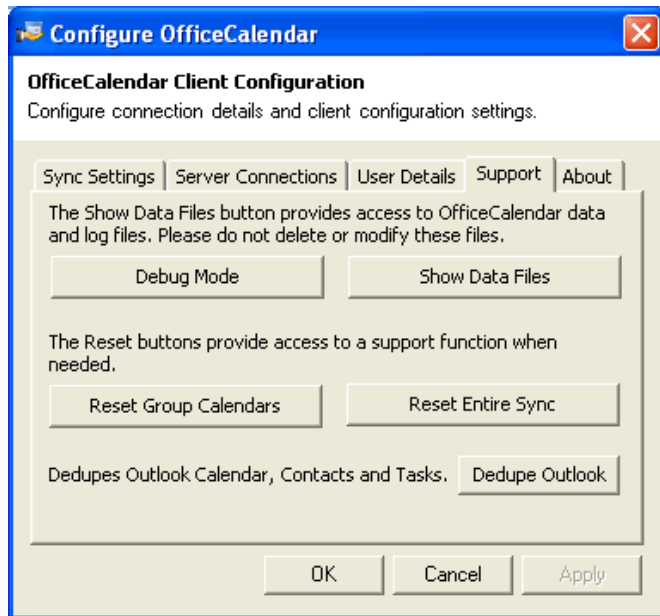 Configure OfficeCalendar
OfficeCalendar Client Configuration
Configure connection details and client configuration settings.
Sync Settings Server Connections User Details Support About
The Show Data Files button provides access to OfficeCalendar data
and log files. Please do not delete or modify these files.
Debug Mode Show Data Files
The Reset buttons provide access to a support function when
needed.
Reset Group Calendars Reset Entire Sync
Dedupes Outlook Calendar, Contacts and Tasks. Dedupe Outlook
OK Cancel Apply